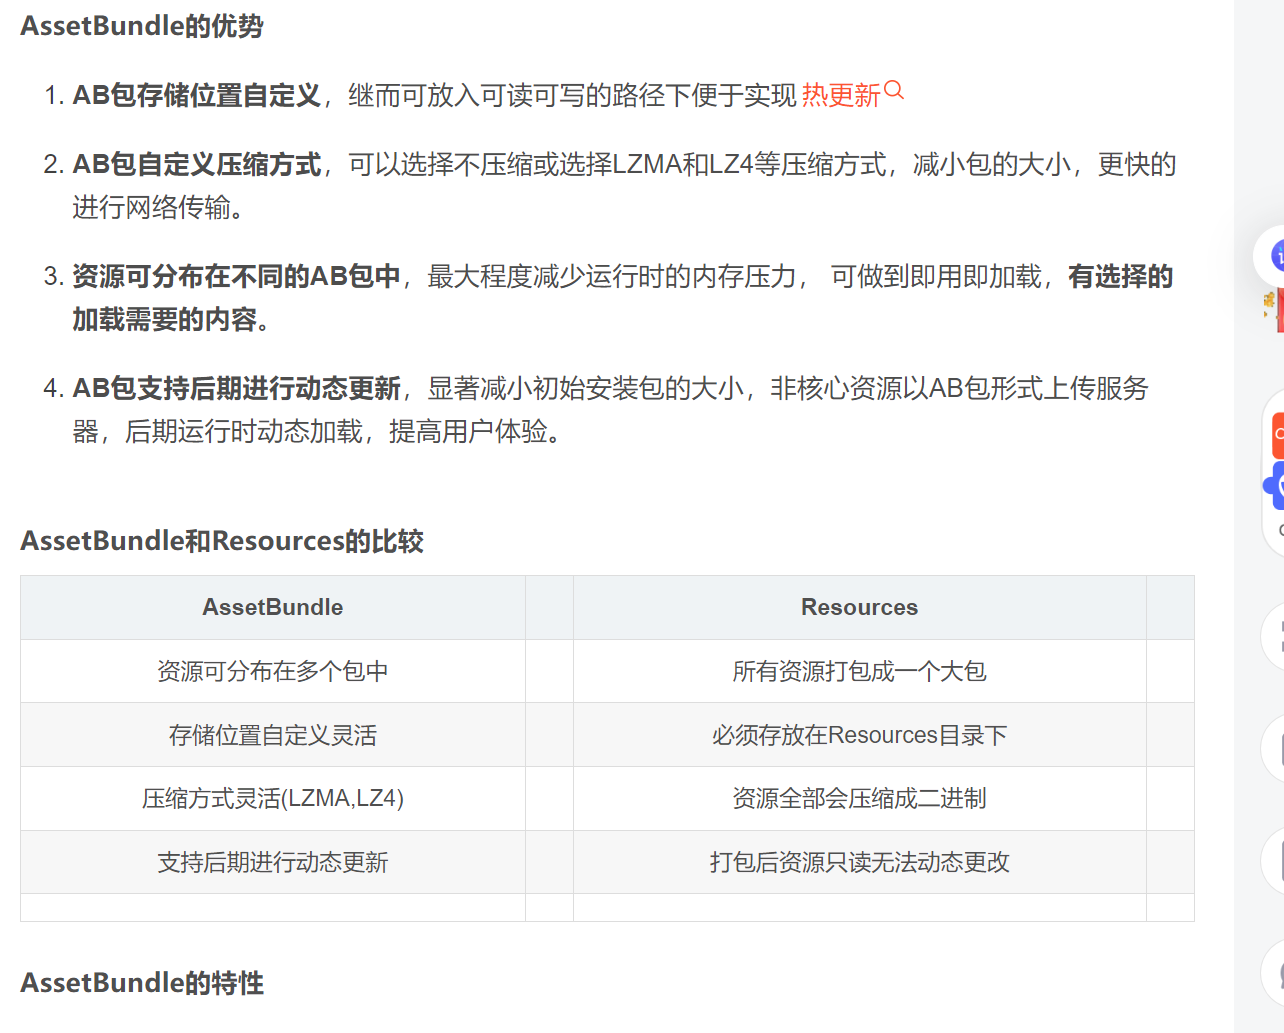 AssetBundle的优势
1. AB包存储位置自定义，继而可放入可读可写的路径下便于实现 热更新
2. AB包自定义压缩方式，可以选择不压缩或选择LZMA和LZ4等压缩方式，减小包的大小，更快的
进行网络传输。
3. 资源可分布在不同的AB包中，最大程度减少运行时的内存压力， 可做到即用即加载，有选择的
加载需要的内容。
4. AB包支持后期进行动态更新，显著减小初始安装包的大小，非核心资源以AB包形式上传服务
器，后期运行时动态加载，提高用户体验。
AssetBundle和Resources的比较
AssetBundle Resources
资源可分布在多个包中 所有资源打包成一个大包
存储位置自定义灵活 必须存放在Resources目录下
压缩方式灵活(LZMA,LZ4) 资源全部会压缩成二进制
支持后期进行动态更新 打包后资源只读无法动态更改
AssetBundle的特性